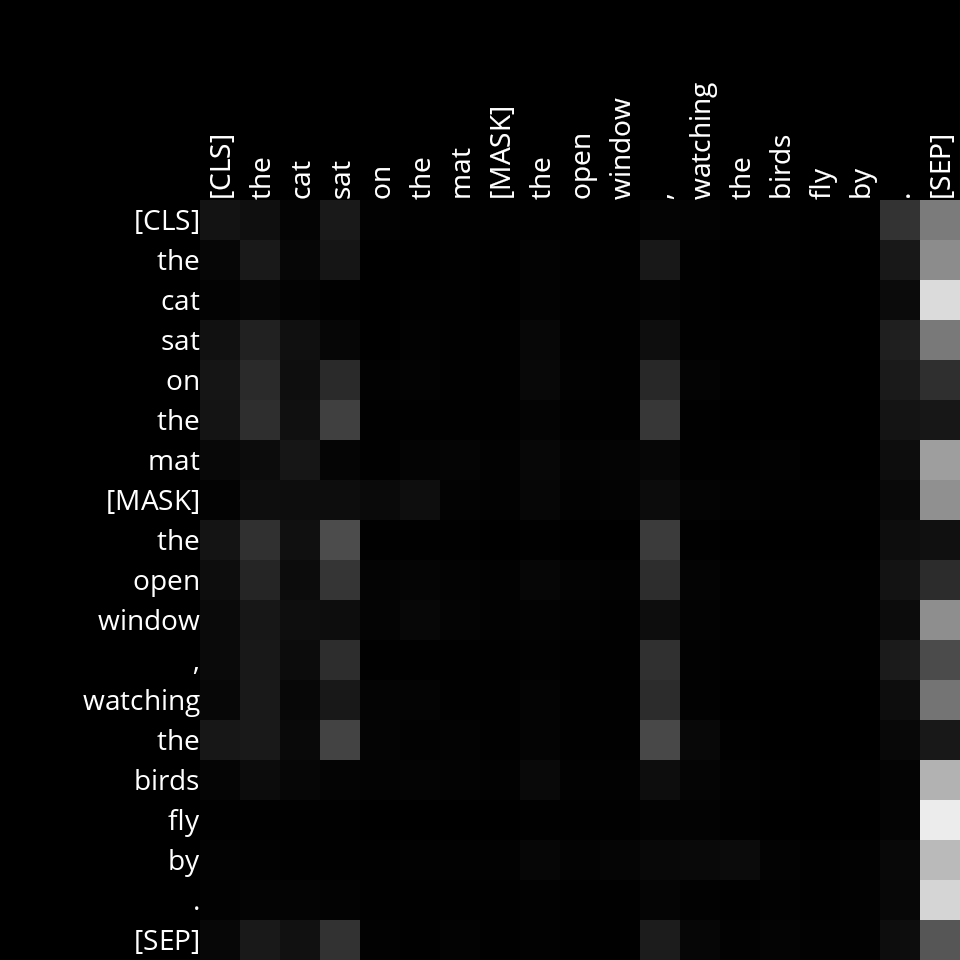 [CLS] the cat sat on the mat [MASK] the open window , watching the birds fly by . [SEP]
[CLS]
the
cat
sat
on
the
mat
[MASK]
the
open
window
,
watching
the
birds
fly
by
.
[SEP]